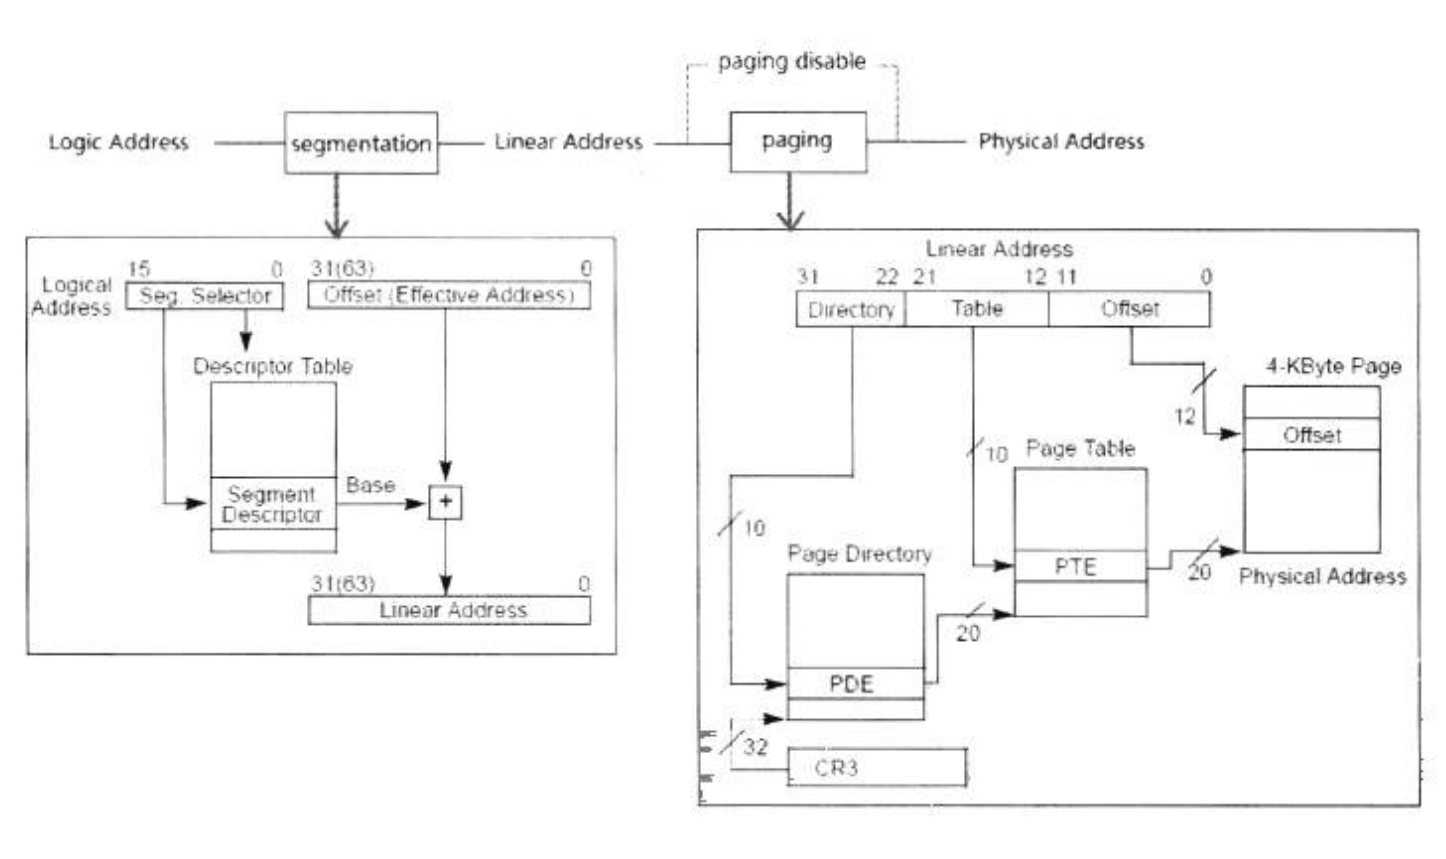 paging disable
Logic Address
segmentation
Linear Address
paging
Physical Address
15 0
31(63) 0
Logical
Address
Seg. Selector
Offset (Effective Address)
Descriptor Table
Segment
Descriptor
Base
+
31(63) 0
Linear Address
Linear Address
31 22 21 12 11 0
Directory Table Offset
4-KByte Page
12
Offset
10
Page Table
10
Page Directory
PTE
20
Physical Address
20
PDE
32
CR3